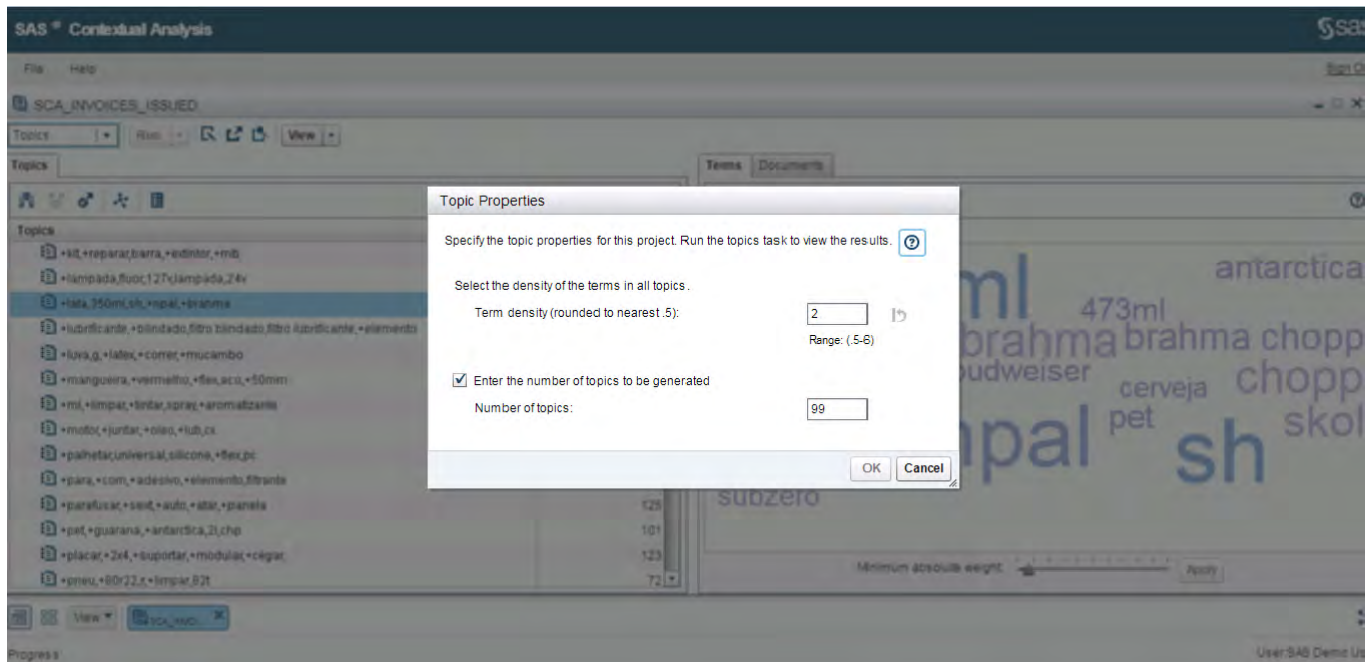 SAS ® Contextual Analysis
sas
File Help
Sign O
SCA_INVOICES_ISSUED
Topics Run View
Topics
Terms Documents
Topics
+kit,+reparar,barra,+extintor,+mb
+lampada,fluor,127v,lampada,24v
+lata,350ml,sh,+npal,+brahma
+lubrificante,+blindado,filtro blindado,filtro lubrificante,+elemento
+luva,g,+latex,+correr,+mucambo
+mangueira,+vermelho,+flex,aco,+50mm
+ml,+limpar,+tintar,spray,+aromatizante
+motor,+juntar,+oleo,+lub,cx
+palhetar,universal,silicone,+flex,pc
+para,+com,+adesivo,+elemento,filtrante
+parafusar,+sext,+auto,+atar,+panela 125
+pet,+guarana,+antarctica,2l,chp 101
+placar,+2x4,+suportar,+modular,+cegar, 123
+pneu,+80r22,r,+limpar,82t 72
Topic Properties
Specify the topic properties for this project. Run the topics task to view the results.
Select the density of the terms in all topics.
Term density (rounded to nearest .5): 2
Range: (.5-6)
Enter the number of topics to be generated
Number of topics: 99
OK Cancel
ml antarctica
473ml
brahma brahma chopp
budweiser cerveja chopp
npal pet sh skol
subzero
Minimum absolute weight: Apply
View SCA_INVO...
Progress
User:SAS Demo Us